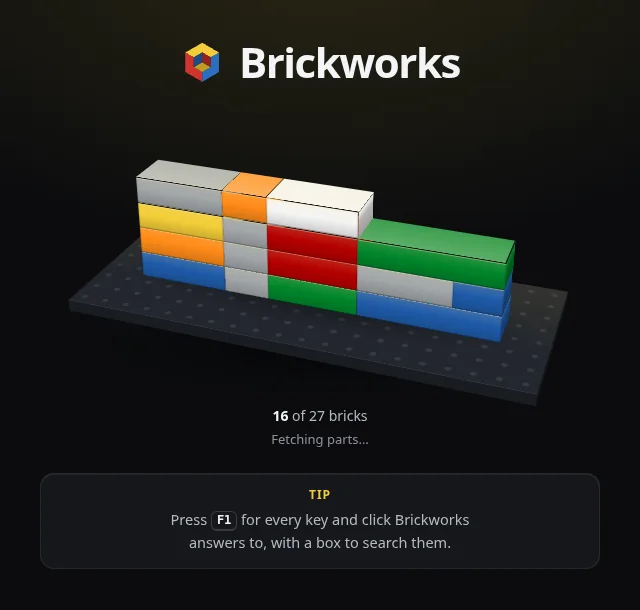 Brickworks
16 of 27 bricks
Fetching parts...
TIP
Press F1 for every key and click Brickworks
answers to, with a box to search them.